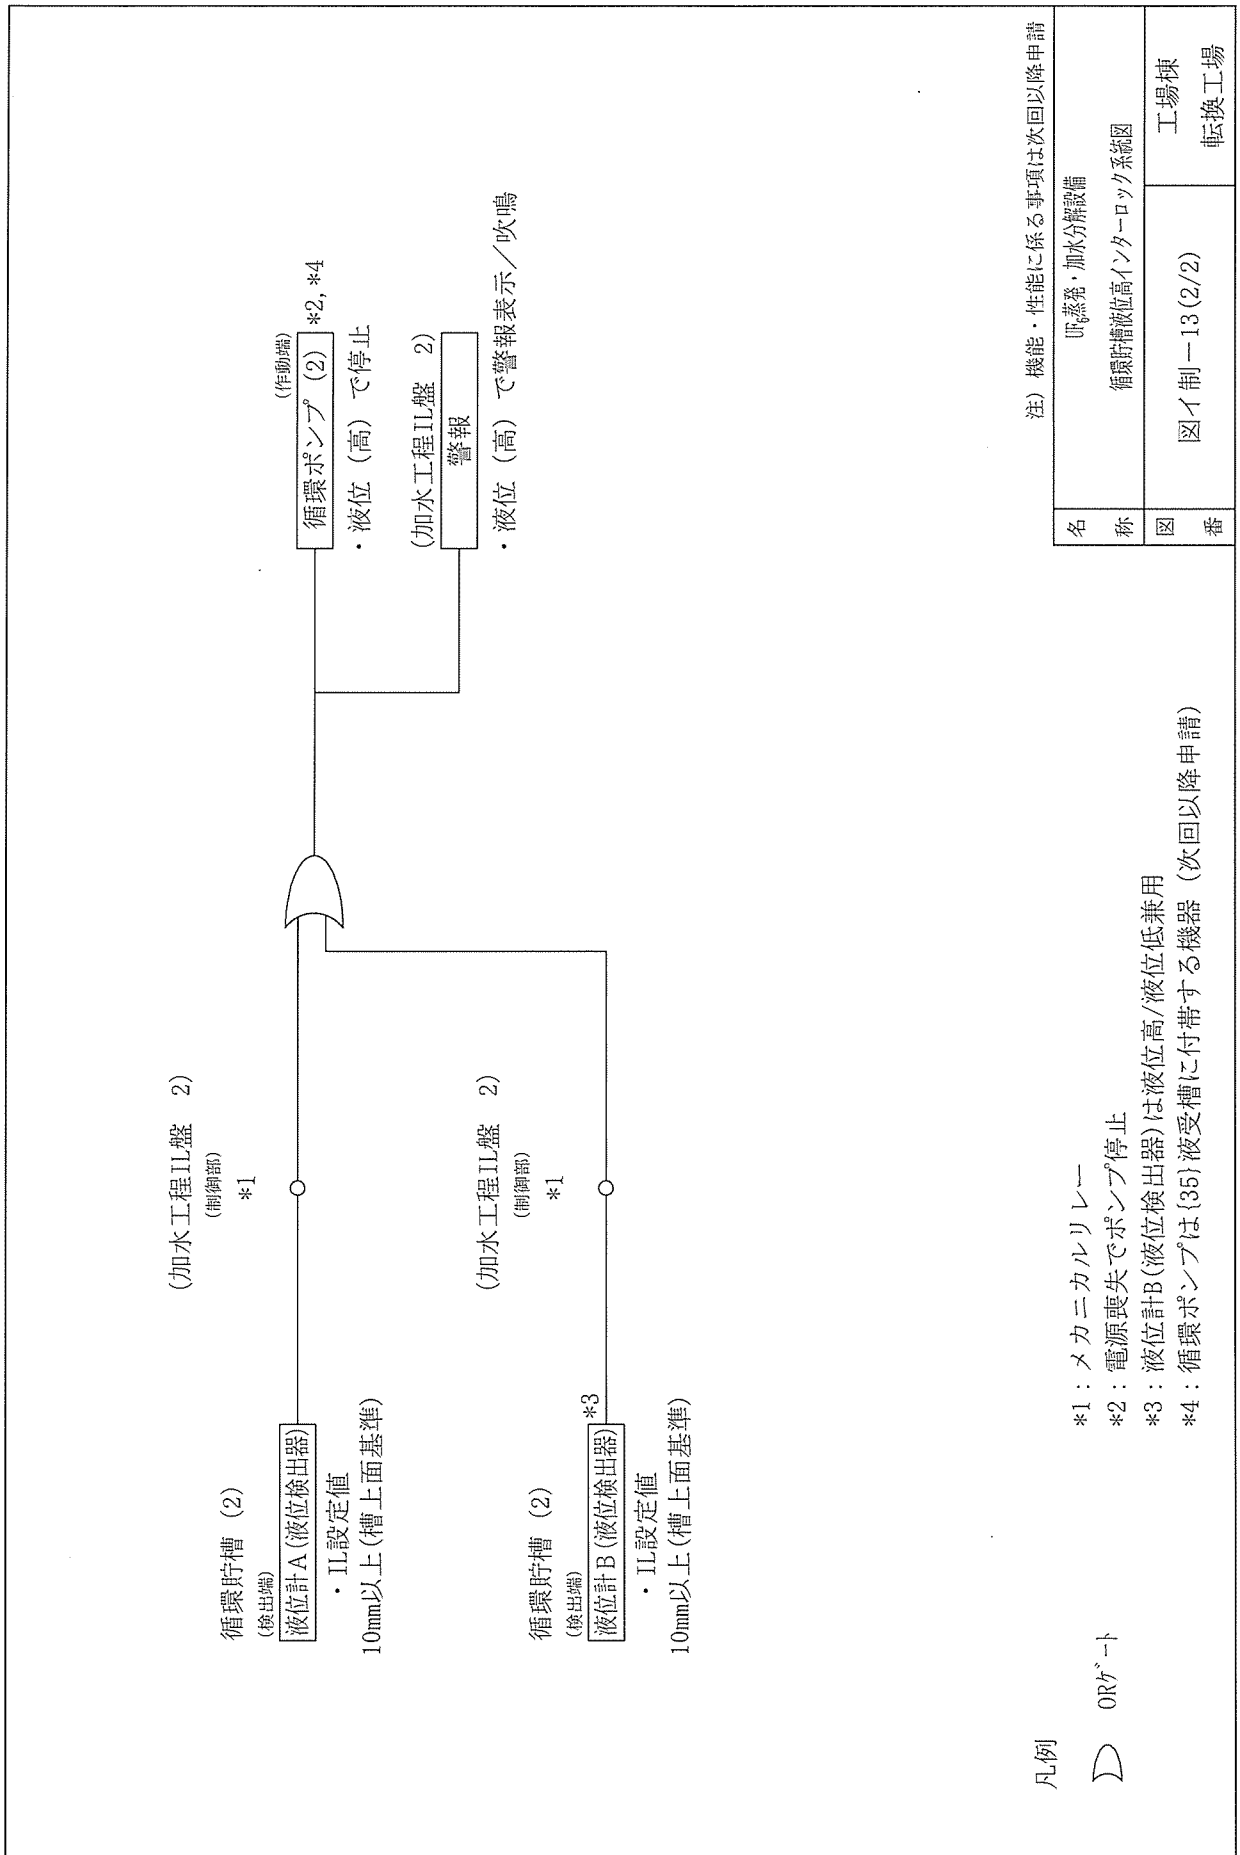 循環貯槽 (2)
(検出端)
液位計A(液位検出器)
・IL設定値
10mm以上(槽上面基準)
(加水工程IL盤 2)
(制御部)
*1
(作動端)
循環ポンプ (2) *2, *4
・液位 (高) で停止
(加水工程IL盤 2)
警報
・液位 (高) で警報表示/吹鳴
循環貯槽 (2)
(検出端)
液位計B(液位検出器) *3
・IL設定値
10mm以上(槽上面基準)
(加水工程IL盤 2)
(制御部)
*1
凡例
ORゲート
*1:メカニカルリレー
*2:電源喪失でポンプ停止
*3:液位計B(液位検出器)は液位高/液位低兼用
*4:循環ポンプは{35}液受槽に付帯する機器 (次回以降申請)
注) 機能・性能に係る事項は次回以降申請
名称
UF₆蒸発・加水分解設備
循環貯槽液位高インターロック系統図
図番
図イ制―13(2/2)
工場棟
転換工場